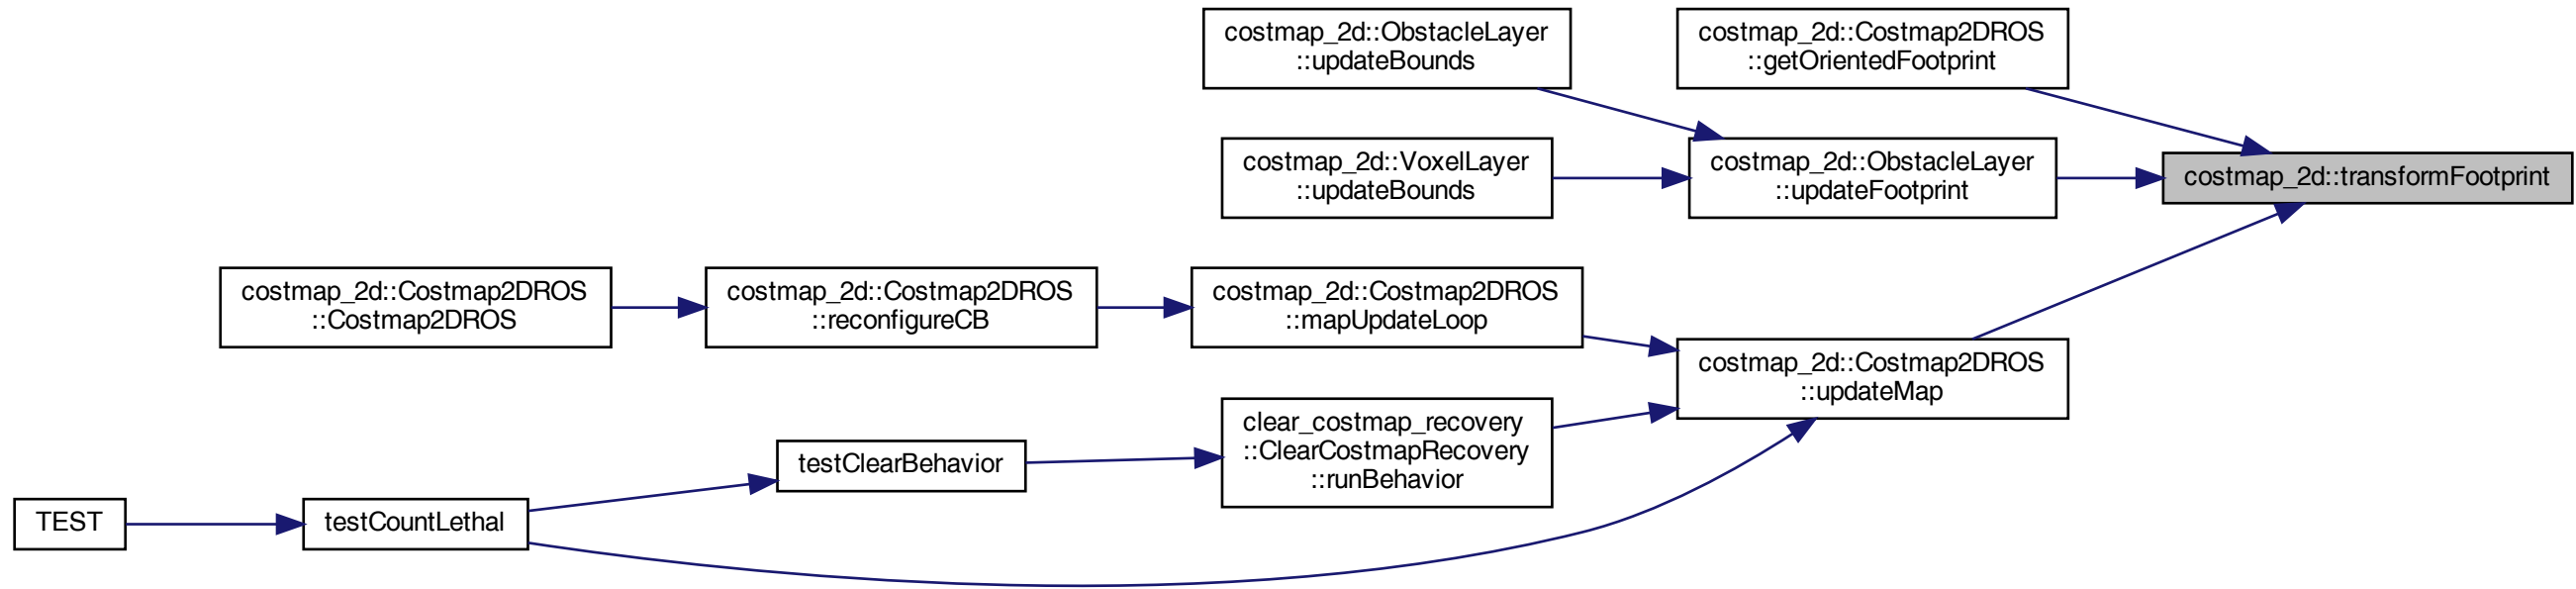 costmap_2d::ObstacleLayer
::updateBounds
costmap_2d::Costmap2DROS
::getOrientedFootprint
costmap_2d::VoxelLayer
::updateBounds
costmap_2d::ObstacleLayer
::updateFootprint
costmap_2d::transformFootprint
costmap_2d::Costmap2DROS
::Costmap2DROS
costmap_2d::Costmap2DROS
::reconfigureCB
costmap_2d::Costmap2DROS
::mapUpdateLoop
costmap_2d::Costmap2DROS
::updateMap
clear_costmap_recovery
::ClearCostmapRecovery
::runBehavior
testClearBehavior
TEST
testCountLethal